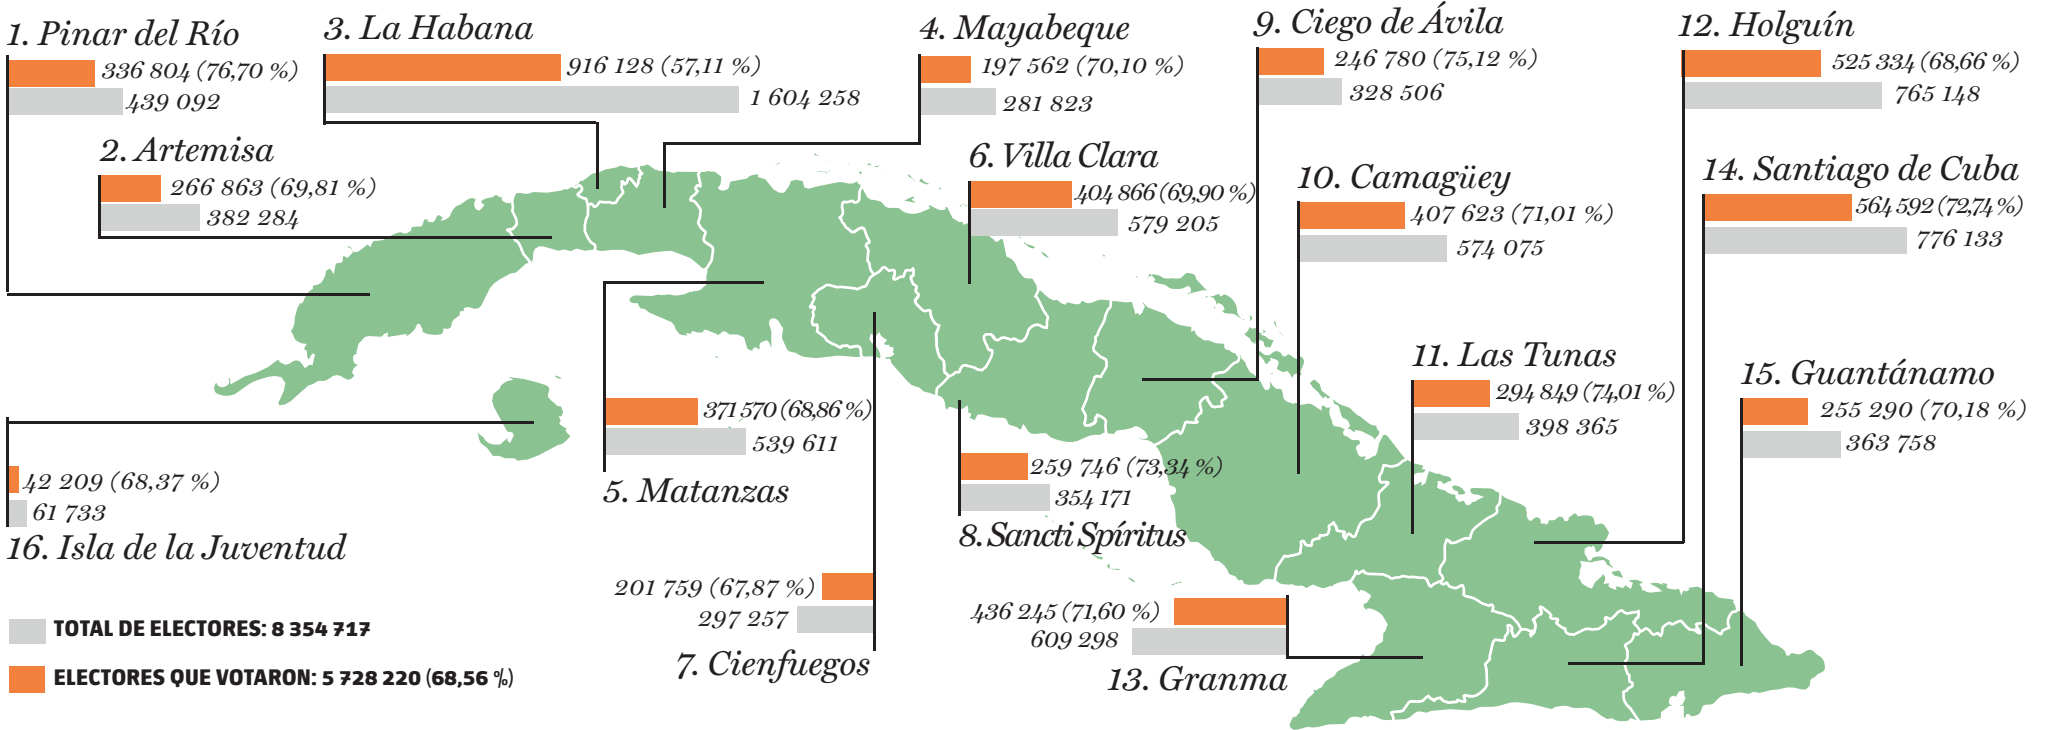 1. Pinar del Río
336 804 (76,70 %)
439 092
2. Artemisa
266 863 (69,81 %)
382 284
3. La Habana
916 128 (57,11 %)
1 604 258
4. Mayabeque
197 562 (70,10 %)
281 823
5. Matanzas
371 570 (68,86 %)
539 611
6. Villa Clara
404 866 (69,90 %)
579 205
7. Cienfuegos
201 759 (67,87 %)
297 257
8. Sancti Spíritus
259 746 (73,34 %)
354 171
9. Ciego de Ávila
246 780 (75,12 %)
328 506
10. Camagüey
407 623 (71,01 %)
574 075
11. Las Tunas
294 849 (74,01 %)
398 365
12. Holguín
525 334 (68,66 %)
765 148
13. Granma
436 245 (71,60 %)
609 298
14. Santiago de Cuba
564 592 (72,74 %)
776 133
15. Guantánamo
255 290 (70,18 %)
363 758
16. Isla de la Juventud
42 209 (68,37 %)
61 733
TOTAL DE ELECTORES: 8 354 717
ELECTORES QUE VOTARON: 5 728 220 (68,56 %)